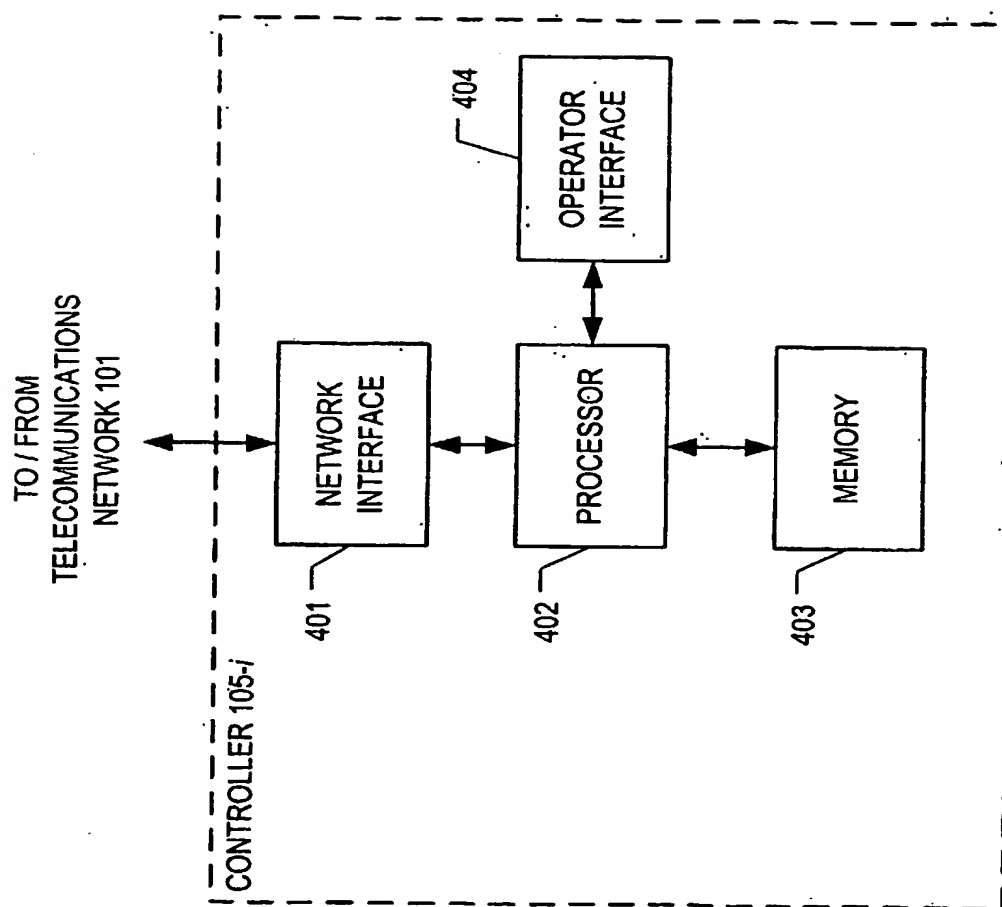 TO / FROM
TELECOMMUNICATIONS
NETWORK 101
CONTROLLER 105-i
NETWORK
INTERFACE
401
PROCESSOR
402
OPERATOR
INTERFACE
404
MEMORY
403